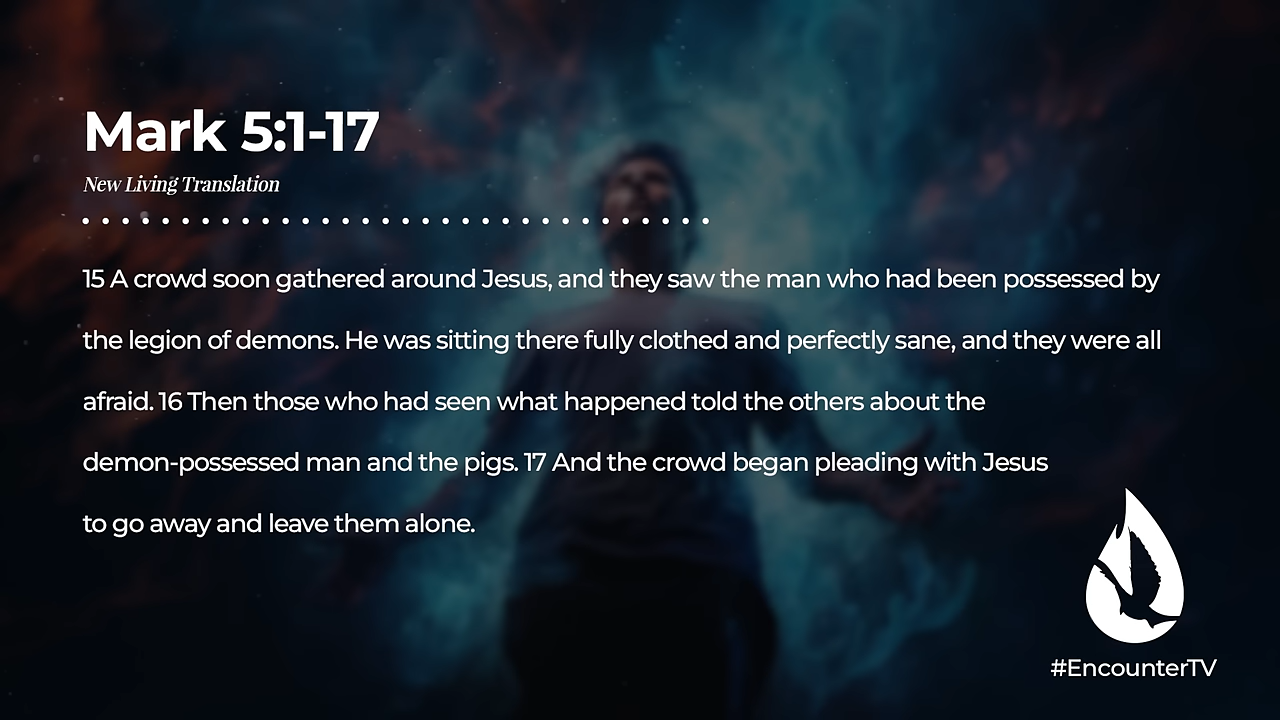 Mark 5:1-17
New Living Translation
15 A crowd soon gathered around Jesus, and they saw the man who had been possessed by
the legion of demons. He was sitting there fully clothed and perfectly sane, and they were all
afraid. 16 Then those who had seen what happened told the others about the
demon-possessed man and the pigs. 17 And the crowd began pleading with Jesus
to go away and leave them alone.
#EncounterTV